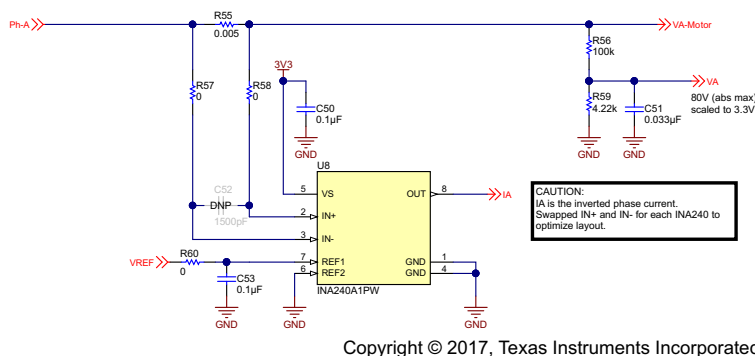 Ph-A
R55
0.005
VA-Motor
R56
100k
R57
0
R58
0
3V3
C50
0.1µF
GND
VA
80V (abs max)
scaled to 3.3V
R59
4.22k
C51
0.033µF
GND
GND
U8
C52
DNP
1500pF
5
VS
OUT
8
IA
2
IN+
3
IN-
CAUTION:
IA is the inverted phase current.
Swapped IN+ and IN- for each INA240 to
optimize layout.
VREF
R60
0
7
REF1
GND
1
6
REF2
GND
4
C53
0.1µF
INA240A1PW
GND
GND
GND
Copyright © 2017, Texas Instruments Incorporated